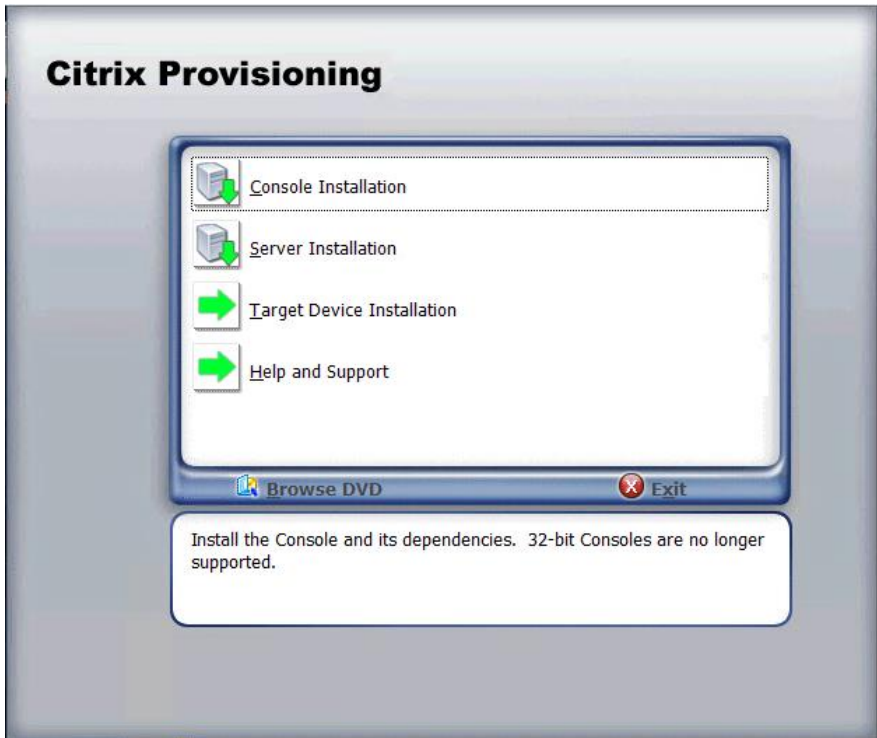 Citrix Provisioning
Console Installation
Server Installation
Target Device Installation
Help and Support
Browse DVD
Exit
Install the Console and its dependencies.  32-bit Consoles are no longer
supported.